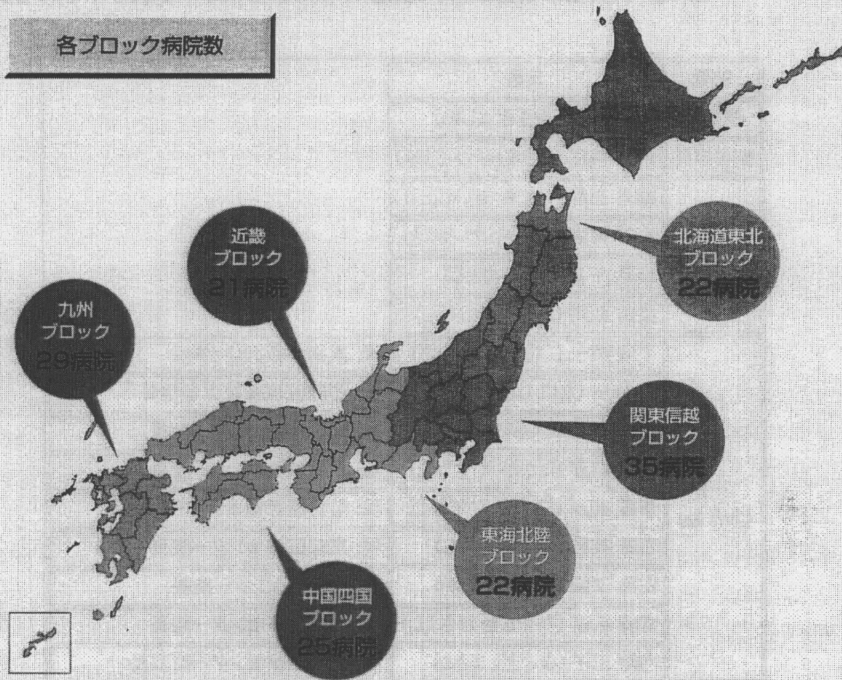 各ブロック病院数
北海道東北
ブロック
22病院
近畿
ブロック
21病院
九州
ブロック
29病院
関東信越
ブロック
35病院
東海北陸
ブロック
22病院
中国四国
ブロック
25病院